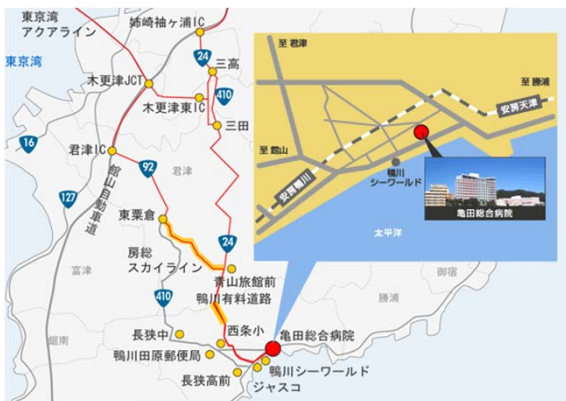 東京湾
アクアライン
姉崎袖ヶ浦IC
東京湾
24
三高
木更津JCT
410
木更津東IC
三田
16
君津IC
92
君津
館山自動車道
127
東栗倉
24
房総
スカイライン
青山旅館前
富津
鴨川有料道路
410
御宿
勝浦
長狭中
西条小
亀田総合病院
鋸南
鴨川田原郵便局
鴨川シーワールド
長狭高前
ジャスコ
至 君津
至 勝浦
安房天津
至 館山
鴨川
シーワールド
安房鴨川
亀田総合病院
太平洋